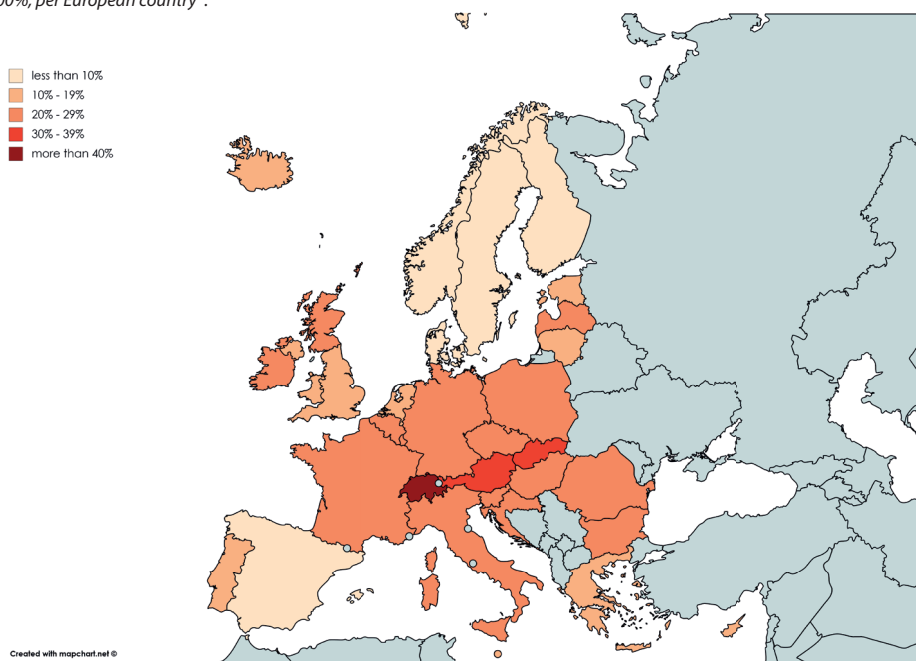 00%, per European country".
less than 10%
10% - 19%
20% - 29%
30% - 39%
more than 40%
Created with mapchart.net ©